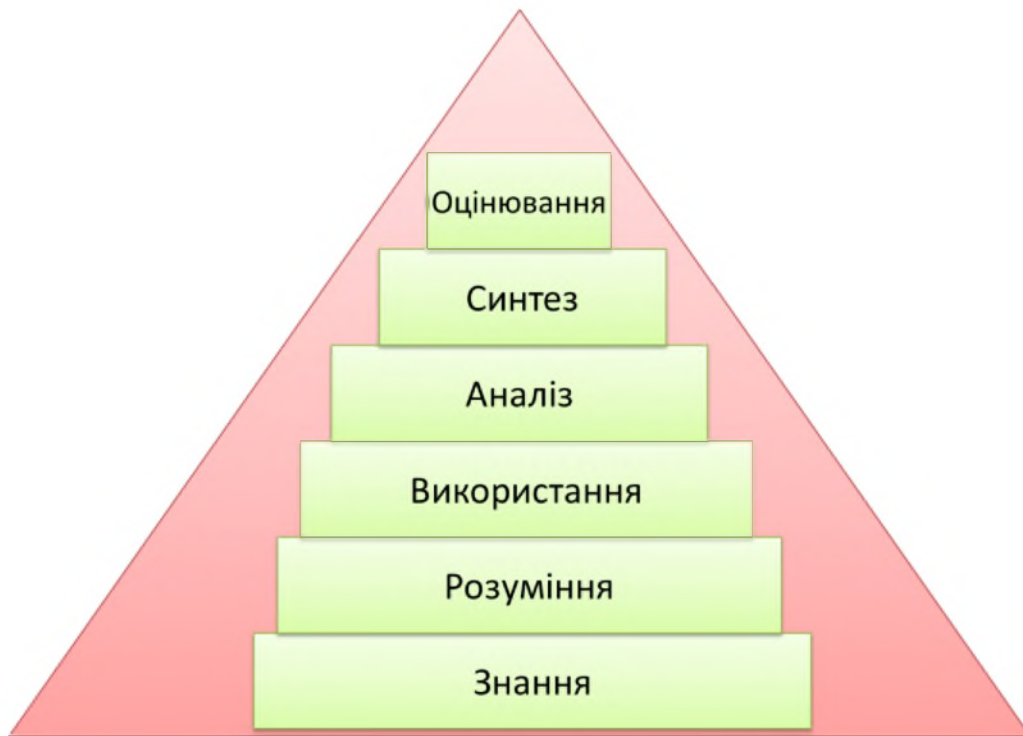 Оцінювання
Синтез
Аналіз
Використання
Розуміння
Знання